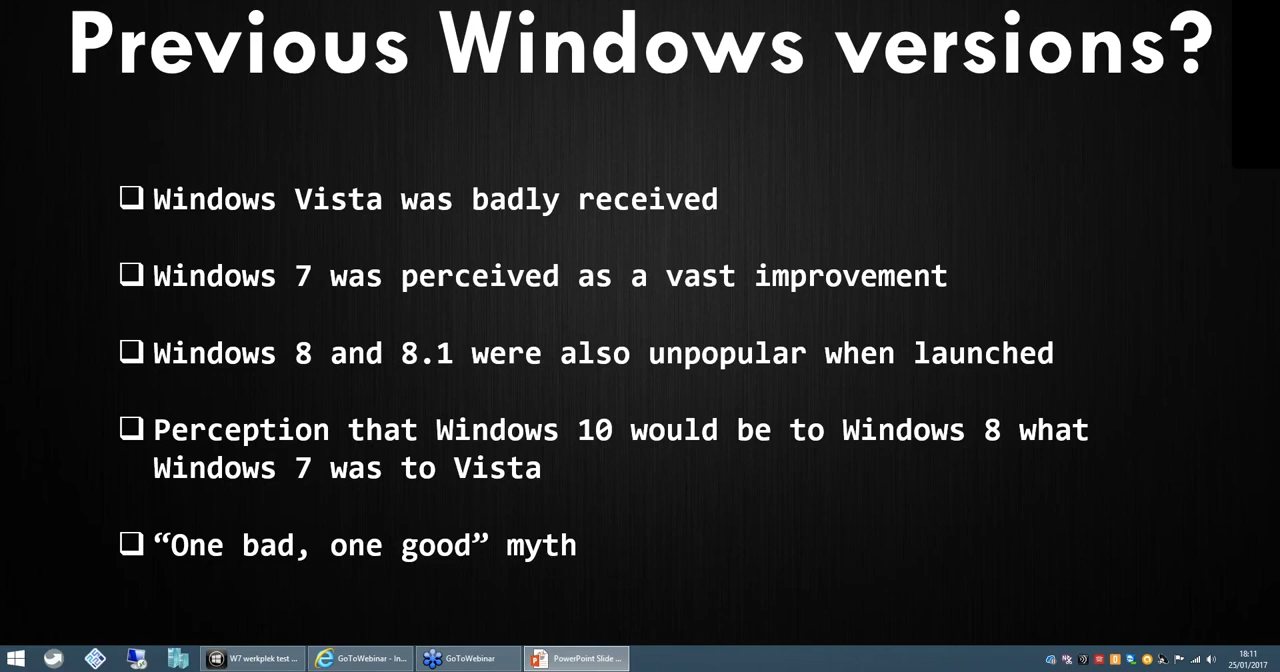 Previous Windows versions?
Windows Vista was badly received
Windows 7 was perceived as a vast improvement
Windows 8 and 8.1 were also unpopular when launched
Perception that Windows 10 would be to Windows 8 what
Windows 7 was to Vista
“One bad, one good” myth
W7 werkplek test ...
GoToWebinar - In...
GoToWebinar
PowerPoint Slide ...
18:11
25/01/2017